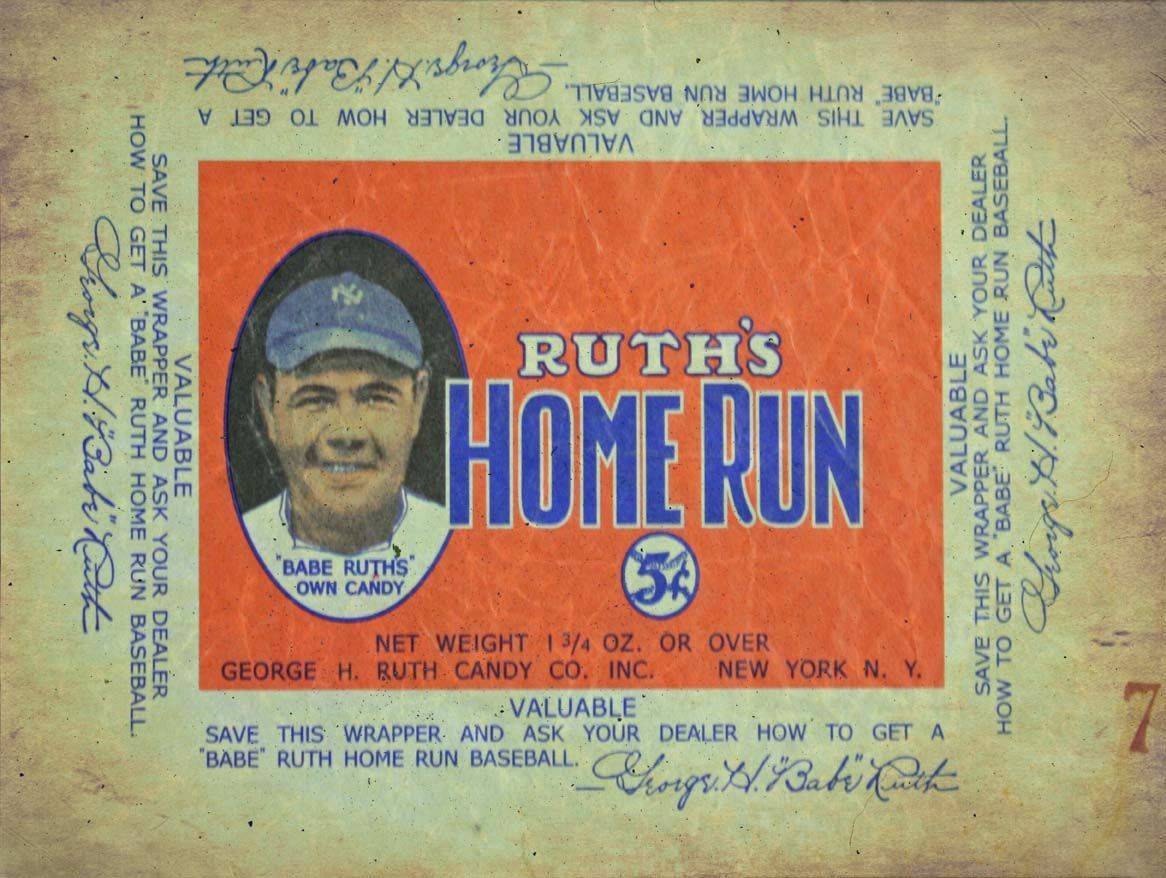 VALUABLE
SAVE THIS WRAPPER AND ASK YOUR DEALER HOW TO GET A
"BABE" RUTH HOME RUN BASEBALL.
George. H. "Babe" Ruth
VALUABLE
SAVE THIS WRAPPER AND ASK YOUR DEALER
HOW TO GET A "BABE" RUTH HOME RUN BASEBALL.
George. H. "Babe" Ruth
NY
RUTH'S
HOME RUN
5¢
"BABE RUTH'S"
OWN CANDY
NET WEIGHT 1 3/4 OZ. OR OVER
GEORGE H. RUTH CANDY CO. INC. NEW YORK N. Y.
VALUABLE
SAVE THIS WRAPPER AND ASK YOUR DEALER
HOW TO GET A "BABE" RUTH HOME RUN BASEBALL.
George. H. "Babe" Ruth
7
VALUABLE
SAVE THIS WRAPPER AND ASK YOUR DEALER HOW TO GET A
"BABE" RUTH HOME RUN BASEBALL.
George. H. "Babe" Ruth